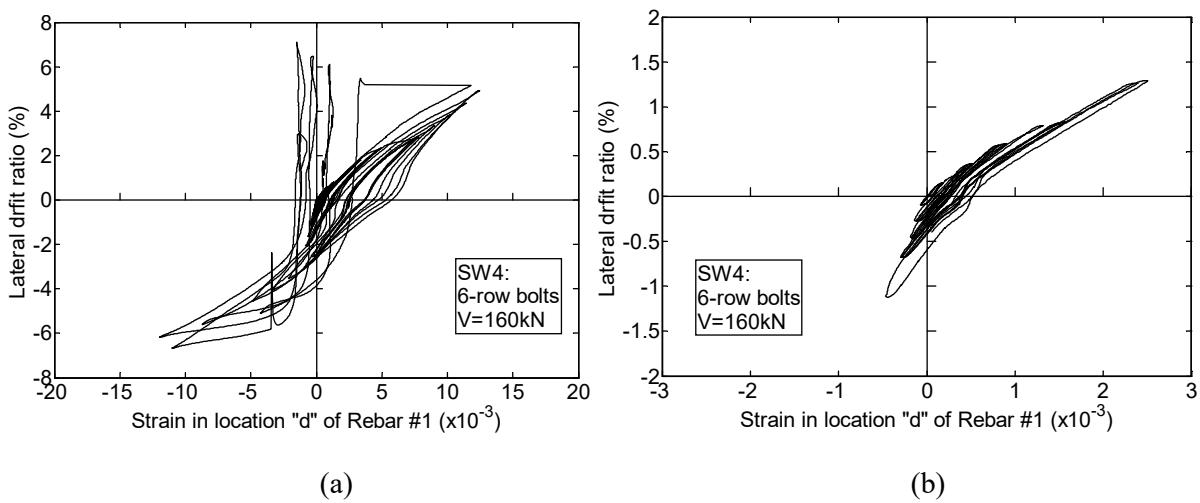 8
6
4
2
0
-2
-4
-6
-8
-20
-15
-10
-5
0
5
10
15
20
Lateral drfit ratio (%)
Strain in location "d" of Rebar #1 (x10⁻³)
SW4:
6-row bolts
V=160kN
(a)
2
1.5
1
0.5
0
-0.5
-1
-1.5
-2
-3
-2
-1
0
1
2
3
Lateral drfit ratio (%)
Strain in location "d" of Rebar #1 (x10⁻³)
SW4:
6-row bolts
V=160kN
(b)